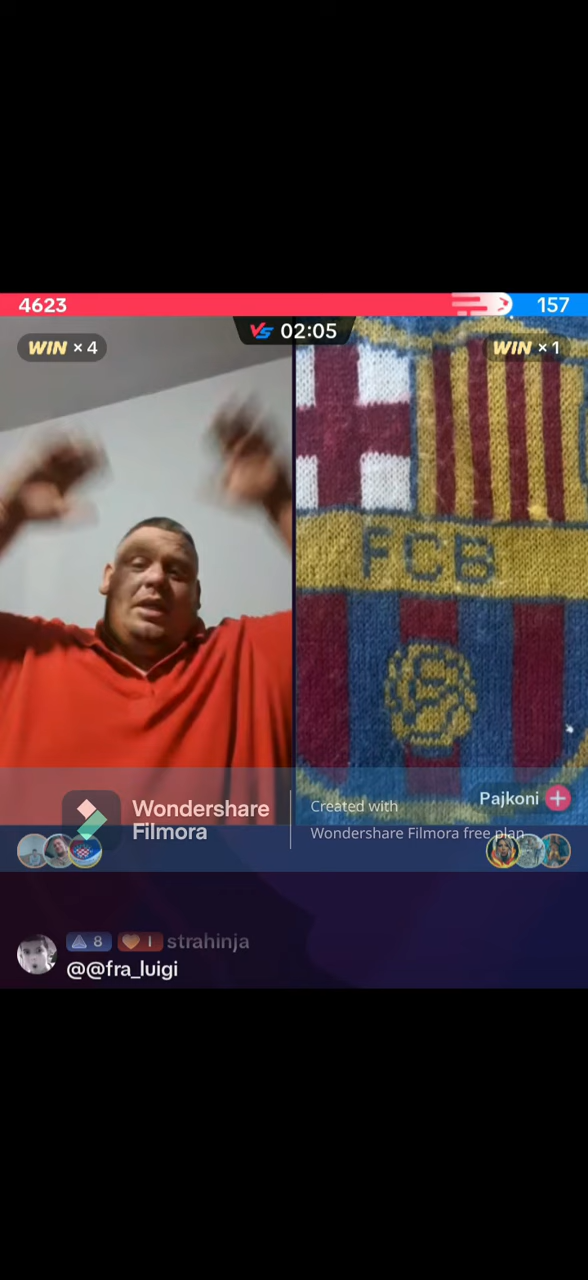 4623
157
VS 02:05
WIN × 4
WIN × 1
FCB
Pajkoni
Wondershare
Filmora
Created with
Wondershare Filmora free plan
8 1 strahinja
@@fra_luigi